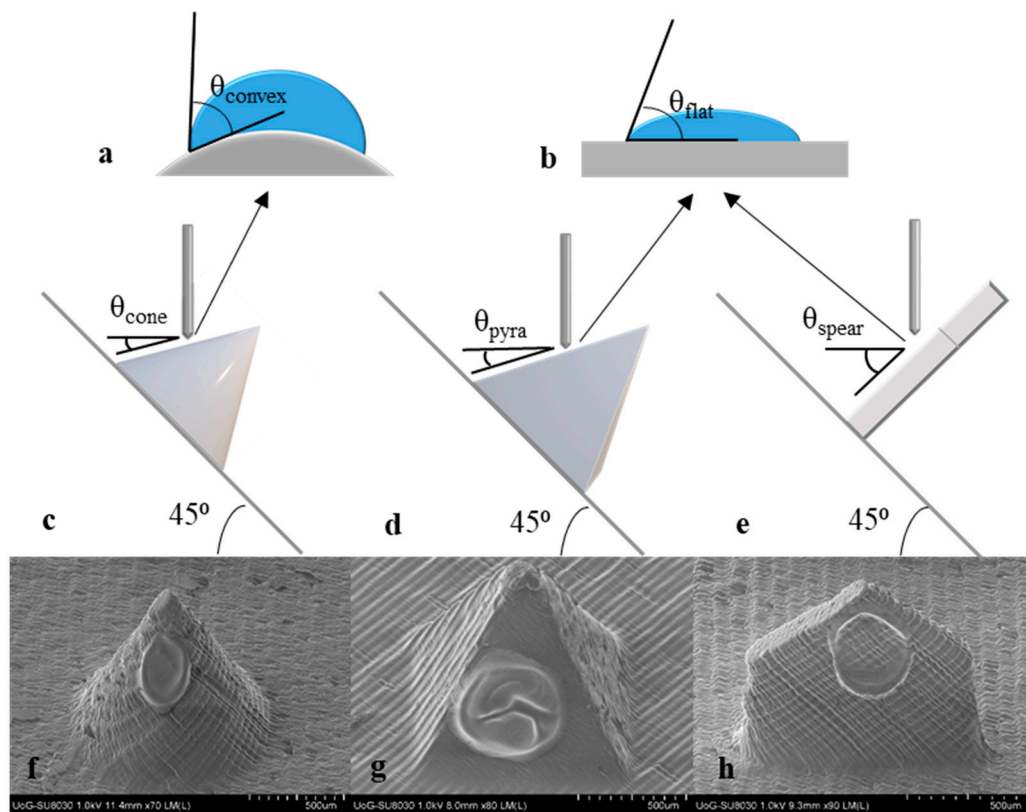 θconvex
a
θflat
b
θcone
θpyra
θspear
c
45º
d
45º
e
45º
f
g
h
UoG-SU8030 1.0kV 11.4mm x70 LM(L)
500um
UoG-SU8030 1.0kV 8.0mm x80 LM(L)
500um
UoG-SU8030 1.0kV 9.3mm x90 LM(L)
500um